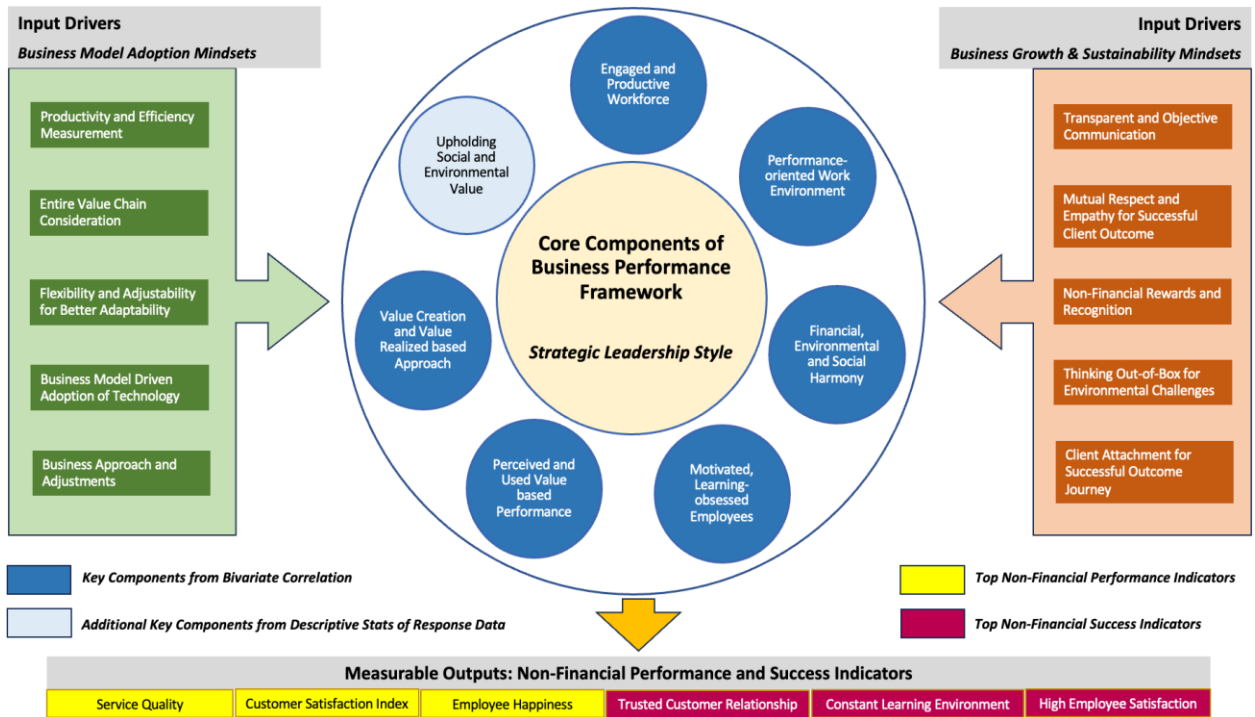 Input Drivers
Business Model Adoption Mindsets
Productivity and Efficiency
Measurement
Entire Value Chain
Consideration
Flexibility and Adjustability
for Better Adaptability
Business Model Driven
Adoption of Technology
Business Approach and
Adjustments
Engaged and
Productive
Workforce
Performance-
oriented Work
Environment
Financial,
Environmental
and Social
Harmony
Motivated,
Learning-
obsessed
Employees
Perceived and
Used Value
based
Performance
Value Creation
and Value
Realized based
Approach
Upholding
Social and
Environmental
Value
Core Components of
Business Performance
Framework
Strategic Leadership Style
Input Drivers
Business Growth & Sustainability Mindsets
Transparent and Objective
Communication
Mutual Respect and
Empathy for Successful
Client Outcome
Non-Financial Rewards and
Recognition
Thinking Out-of-Box for
Environmental Challenges
Client Attachment for
Successful Outcome
Journey
Key Components from Bivariate Correlation
Additional Key Components from Descriptive Stats of Response Data
Top Non-Financial Performance Indicators
Top Non-Financial Success Indicators
Measurable Outputs: Non-Financial Performance and Success Indicators
Service Quality
Customer Satisfaction Index
Employee Happiness
Trusted Customer Relationship
Constant Learning Environment
High Employee Satisfaction